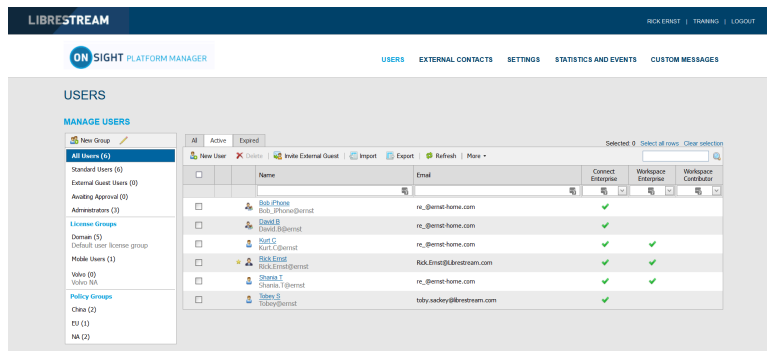 LIBRESTREAM
RICK ERNST | TRAINING | LOGOUT
ON SIGHT PLATFORM MANAGER
USERS EXTERNAL CONTACTS SETTINGS STATISTICS AND EVENTS CUSTOM MESSAGES
USERS
MANAGE USERS
New Group
All Active Expired
Selected: 0 Select all rows Clear selection
All Users (6)
Standard Users (6)
External Guest Users (0)
Awaiting Approval (0)
Administrators (3)
License Groups
Domain (5)
Default user license group
Mobile Users (1)
Volvo (0)
Volvo NA
Policy Groups
China (2)
EU (1)
NA (2)
New User Delete Invite External Guest Import Export Refresh More
Name Email Connect Enterprise Workspace Enterprise Workspace Contributor
Bob iPhone
Bob_iPhone@ernst re_@ernst-home.com
David B
David.B@ernst re_@ernst-home.com
Kurt C
Kurt.C@ernst re_@ernst-home.com
Rick Ernst
Rick.Ernst@ernst Rick.Ernst@Librestream.com
Shania T
Shania.T@ernst re_@ernst-home.com
Tobey S
Tobey@ernst toby.sackey@librestream.com